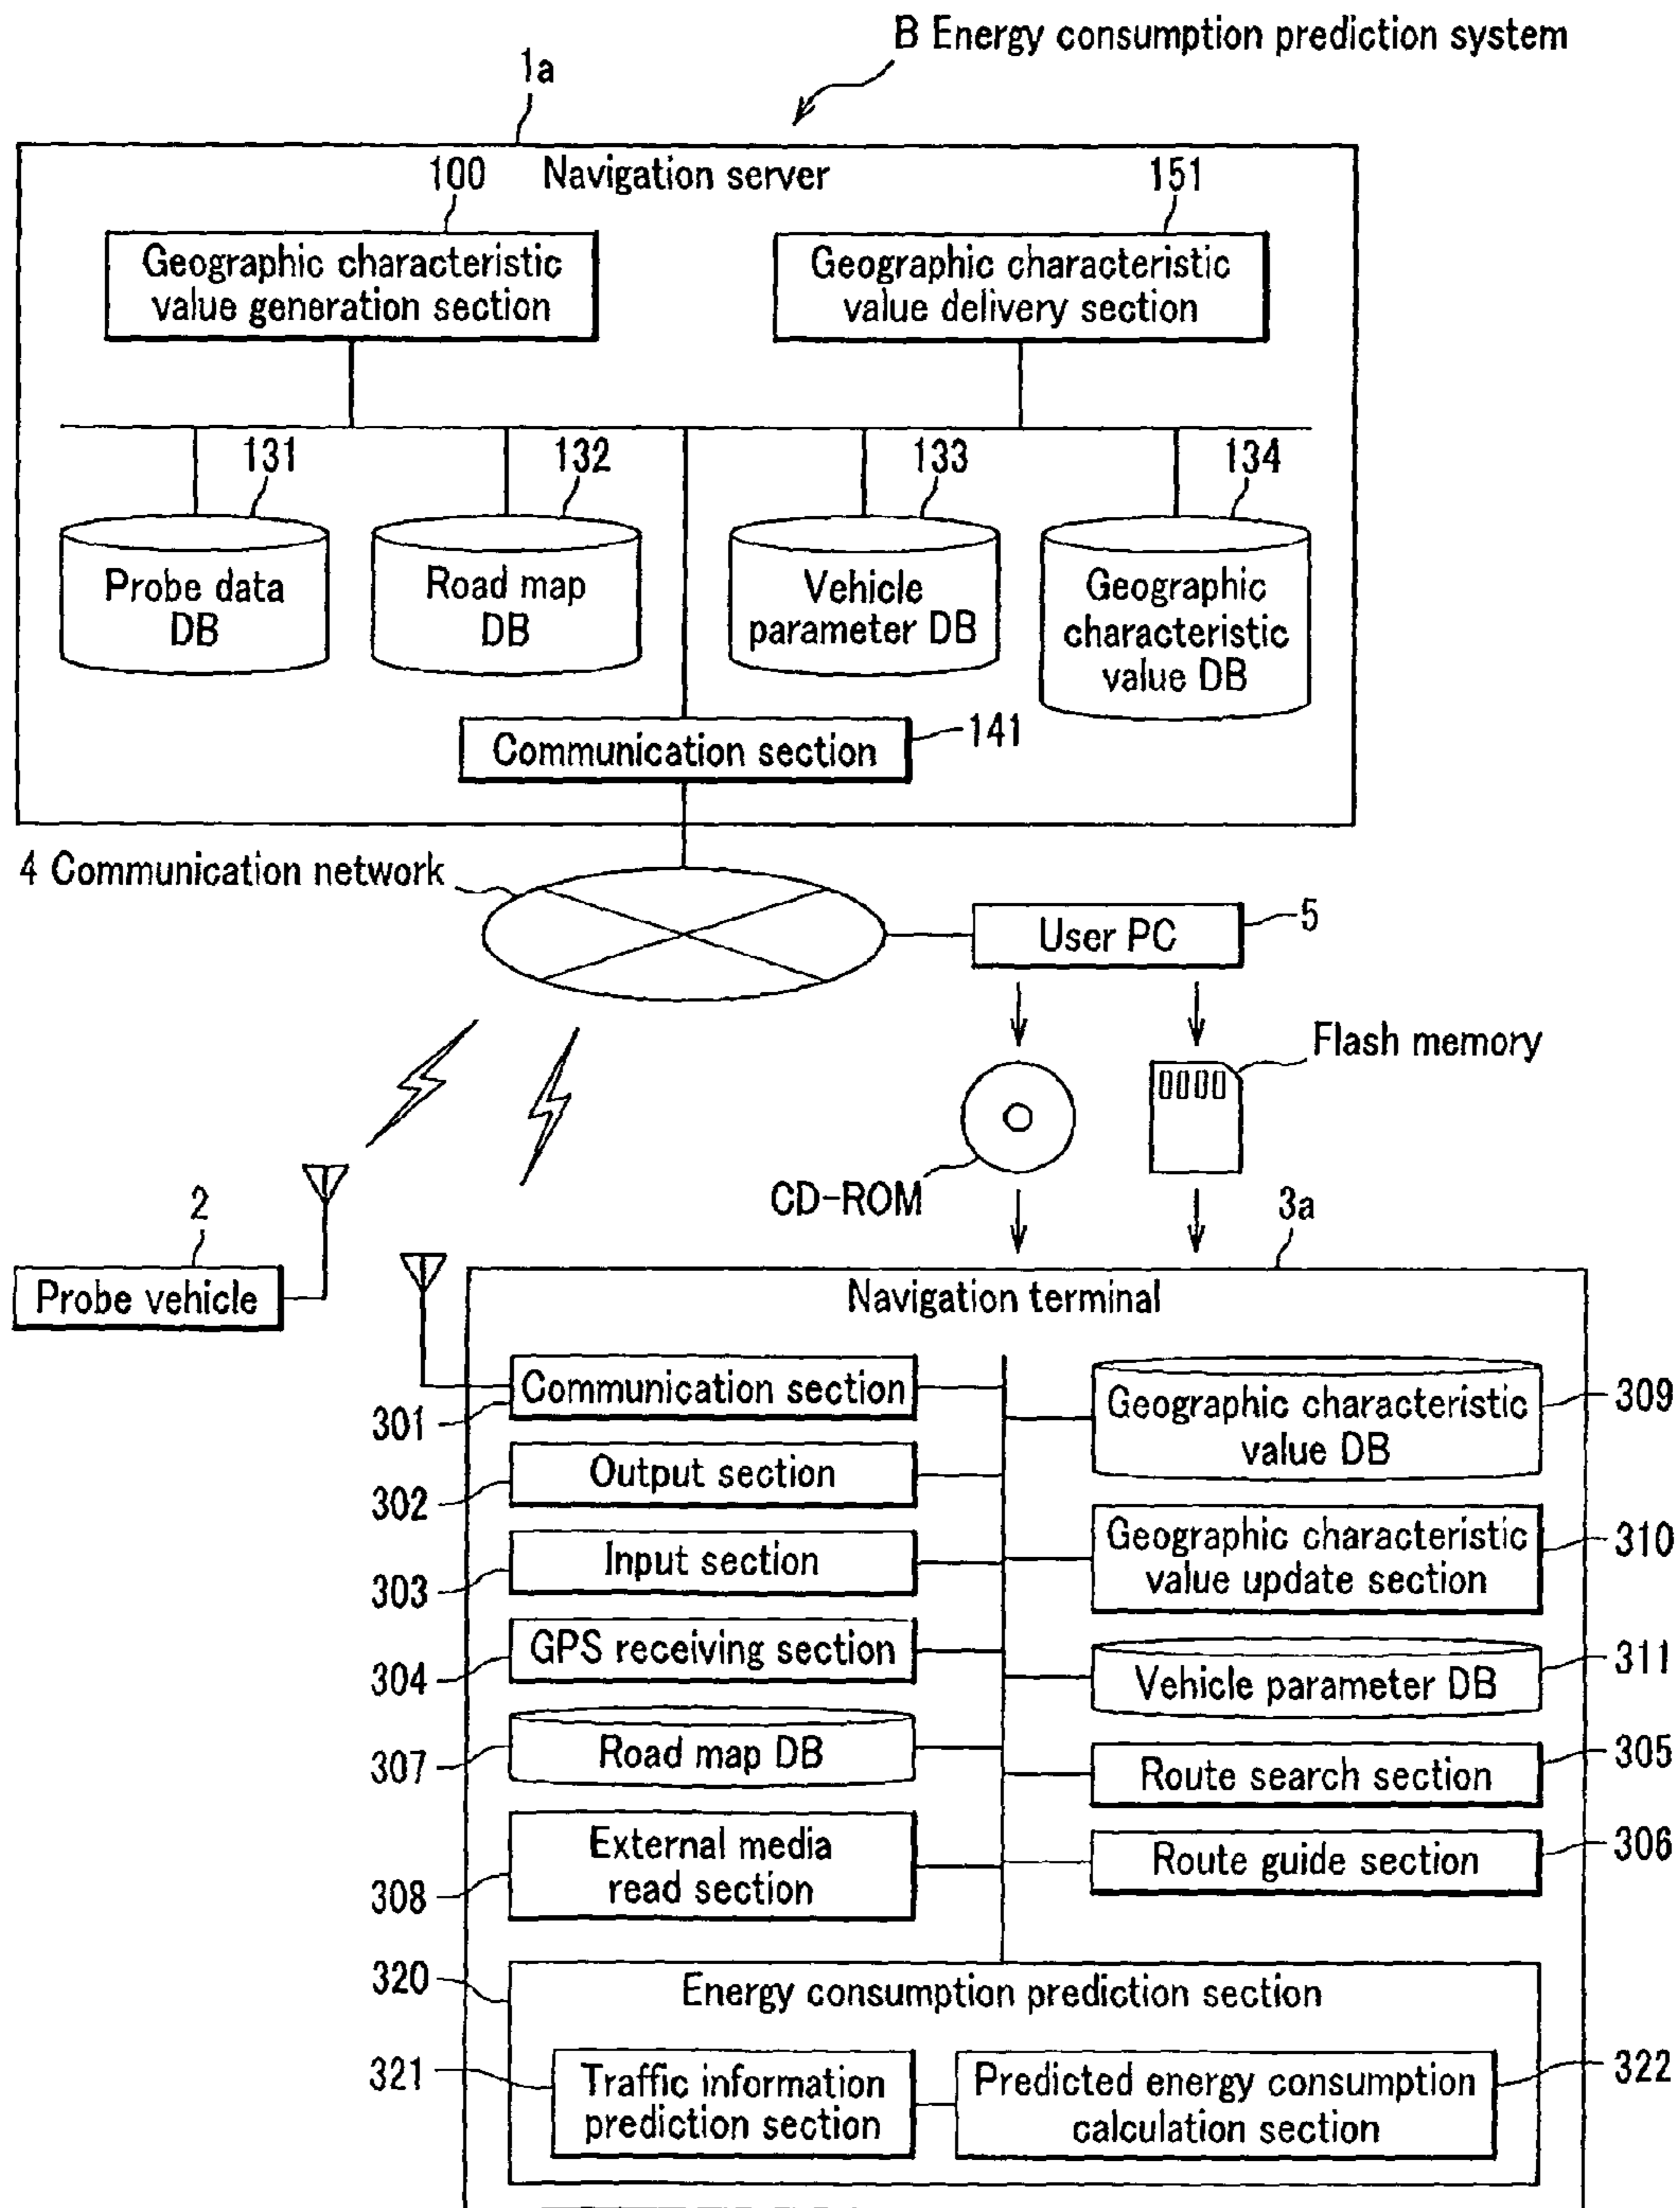 B Energy consumption prediction system
1a
Navigation server
100
151
Geographic characteristic
value generation section
Geographic characteristic
value delivery section
131
132
133
134
Probe data
DB
Road map
DB
Vehicle
parameter DB
Geographic
characteristic
value DB
Communication section
141
4 Communication network
User PC
5
Flash memory
CD-ROM
2
Probe vehicle
3a
Navigation terminal
Communication section
301
Geographic characteristic
value DB
309
Output section
302
Geographic characteristic
value update section
310
Input section
303
GPS receiving section
304
Vehicle parameter DB
311
Road map DB
307
Route search section
305
External media
read section
308
Route guide section
306
320
Energy consumption prediction section
321
Traffic information
prediction section
Predicted energy consumption
calculation section
322